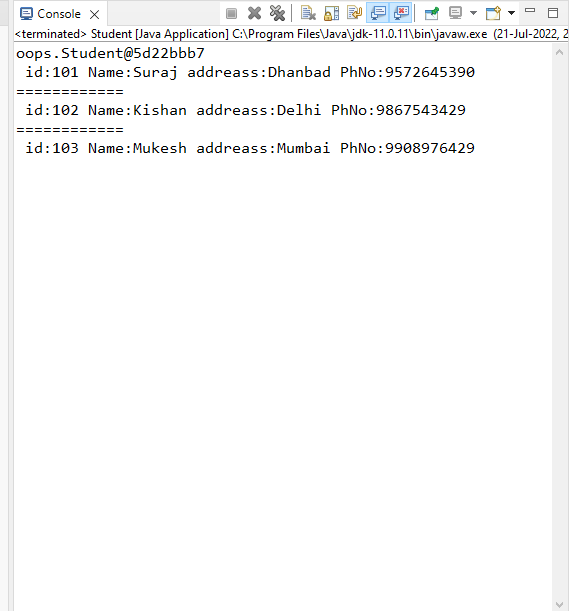 Console
<terminated> Student [Java Application] C:\Program Files\Java\jdk-11.0.11\bin\javaw.exe (21-Jul-2022, 2
oops.Student@5d22bbb7
id:101 Name:Suraj addreass:Dhanbad PhNo:9572645390
============
id:102 Name:Kishan addreass:Delhi PhNo:9867543429
============
id:103 Name:Mukesh addreass:Mumbai PhNo:9908976429